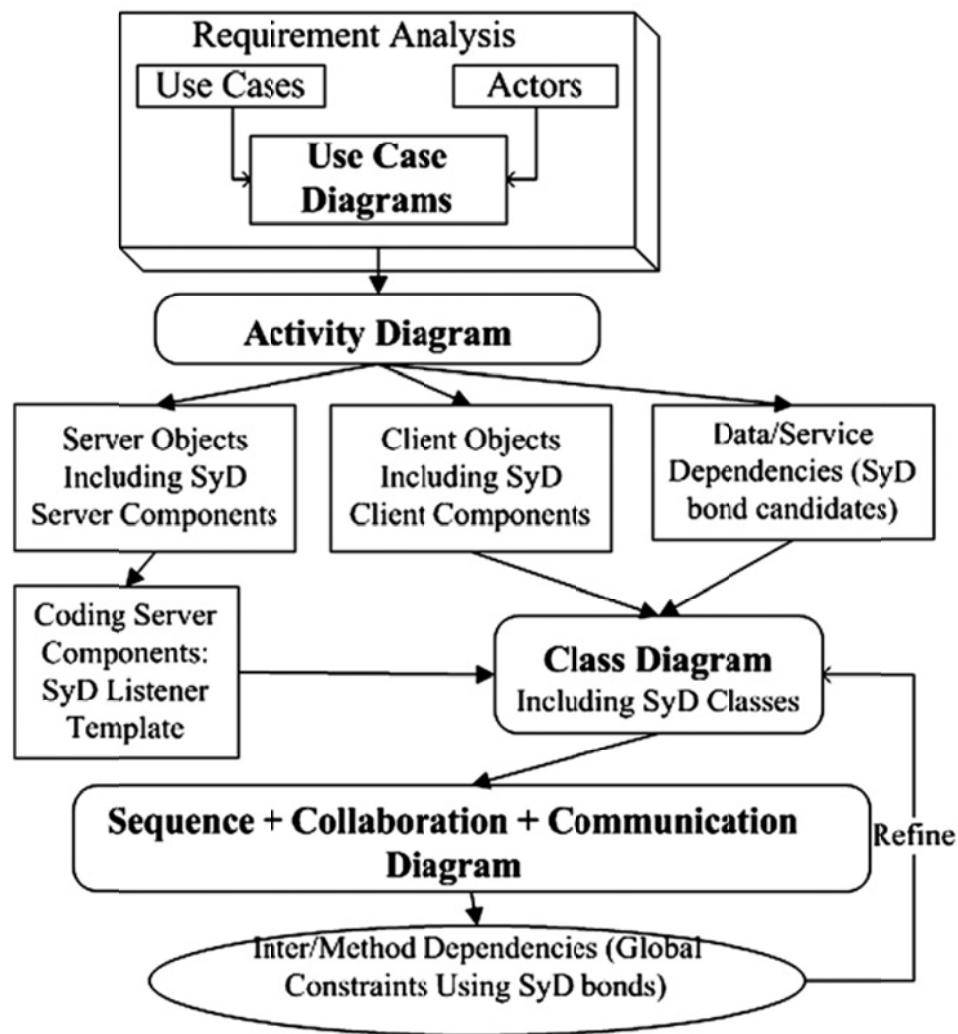 Requirement Analysis
Use Cases
Actors
Use Case
Diagrams
Activity Diagram
Server Objects
Including SyD
Server Components
Client Objects
Including SyD
Client Components
Data/Service
Dependencies (SyD
bond candidates)
Coding Server
Components:
SyD Listener
Template
Class Diagram
Including SyD Classes
Sequence + Collaboration + Communication
Diagram
Refine
Inter/Method Dependencies (Global
Constraints Using SyD bonds)